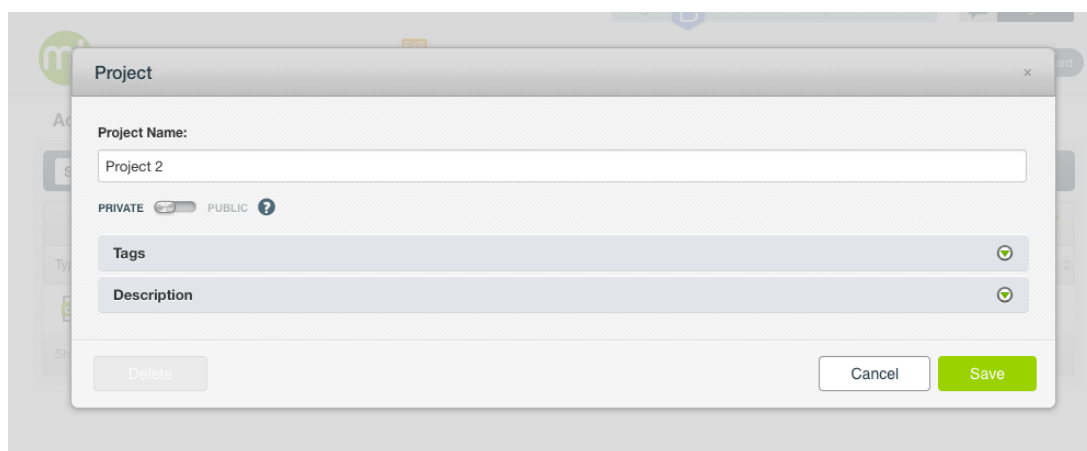 Project
Project Name:
Project 2
PRIVATE PUBLIC ?
Tags
Description
Delete
Cancel Save